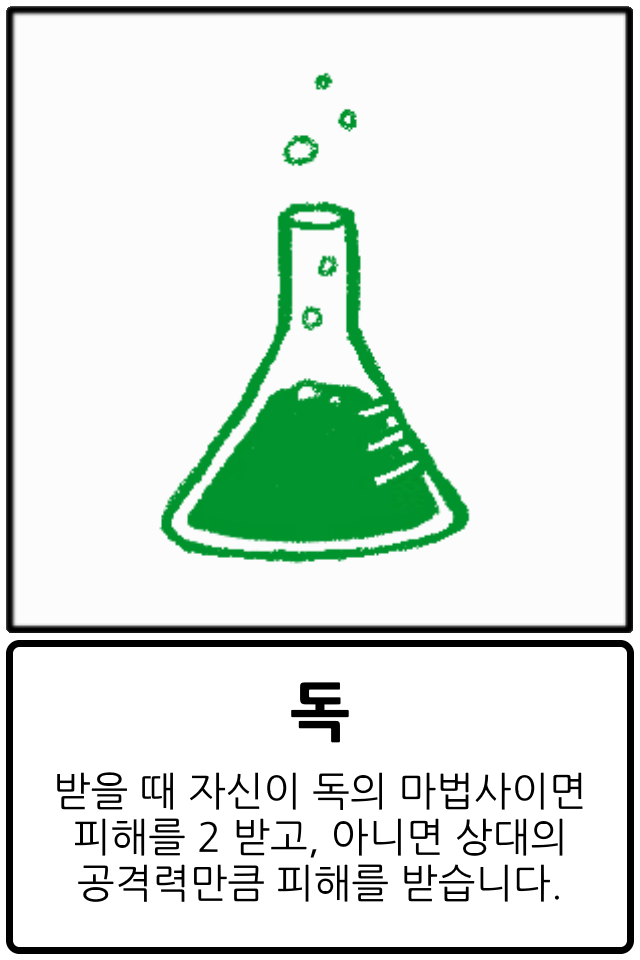 독
받을 때 자신이 독의 마법사이면
피해를 2 받고, 아니면 상대의
공격력만큼 피해를 받습니다.